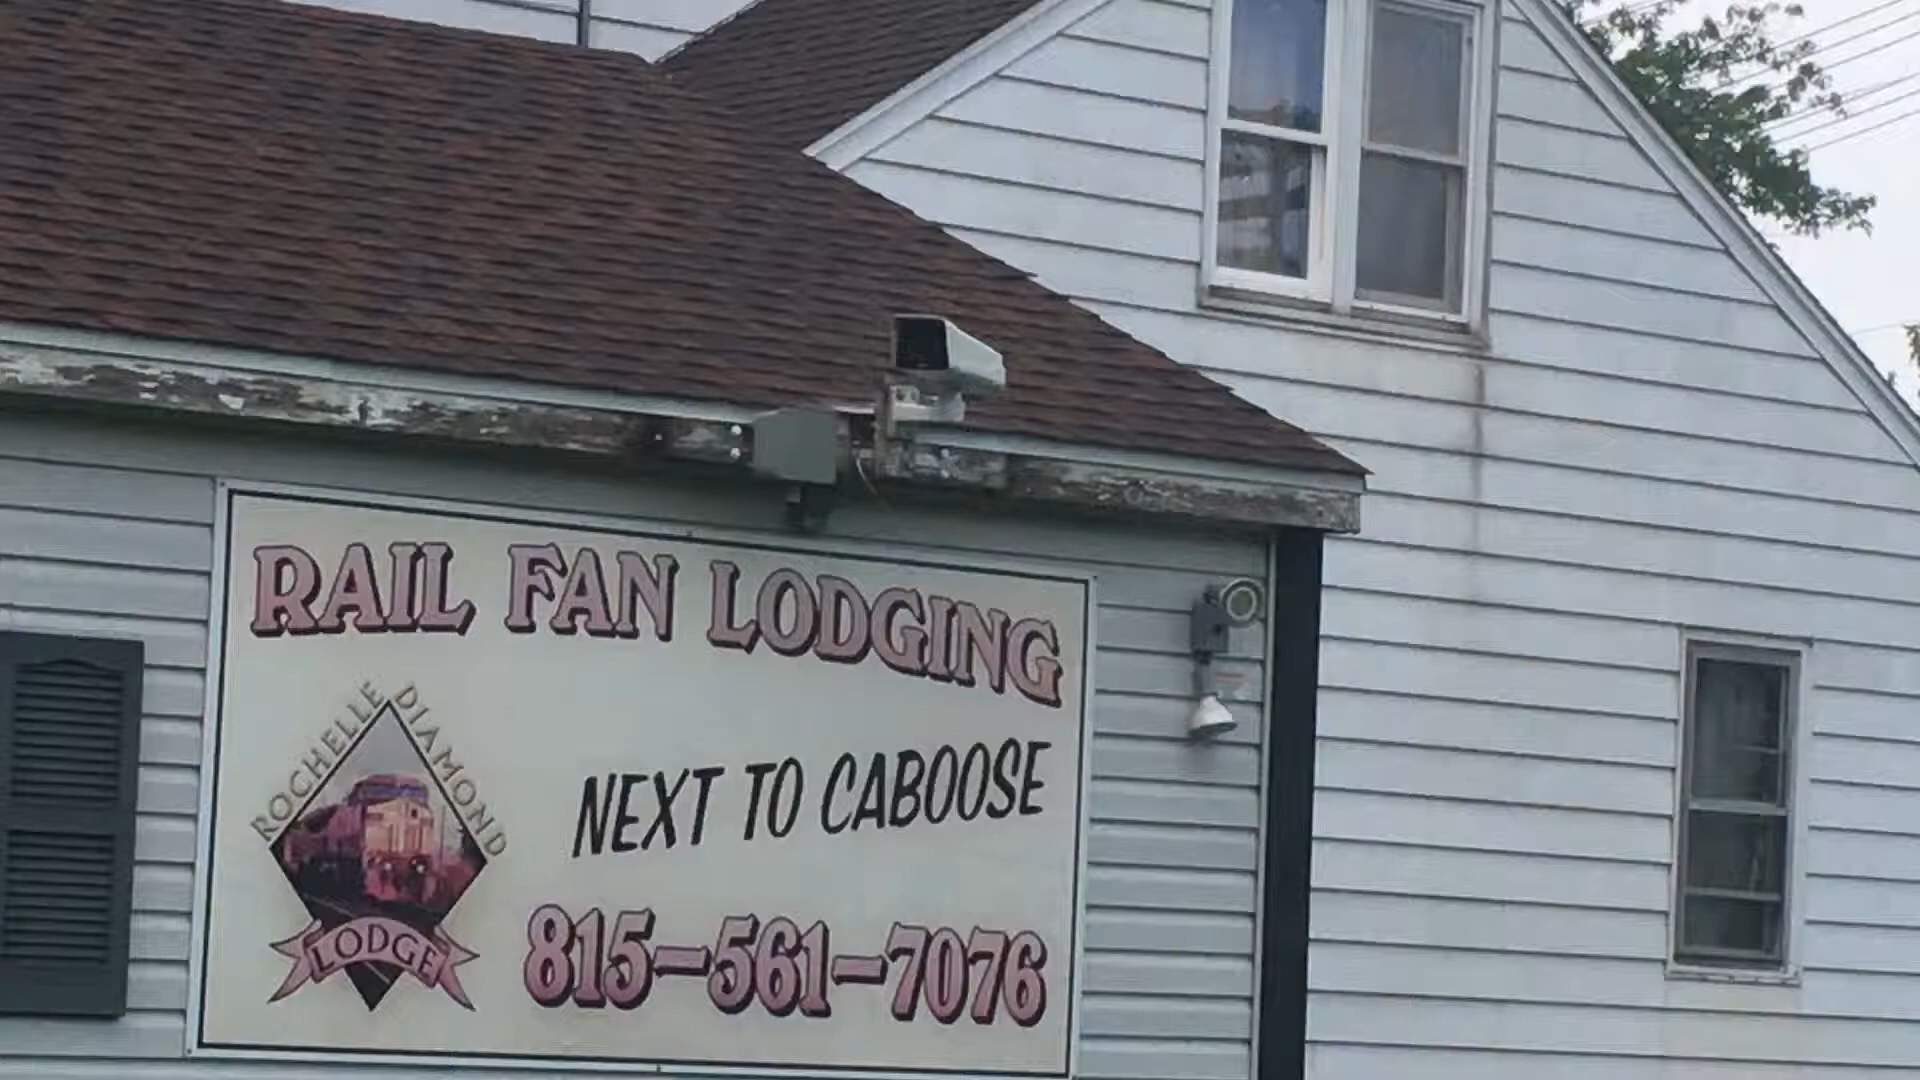 RAIL FAN LODGING
ROCHELLE DIAMOND
LODGE
NEXT TO CABOOSE
815-561-7076